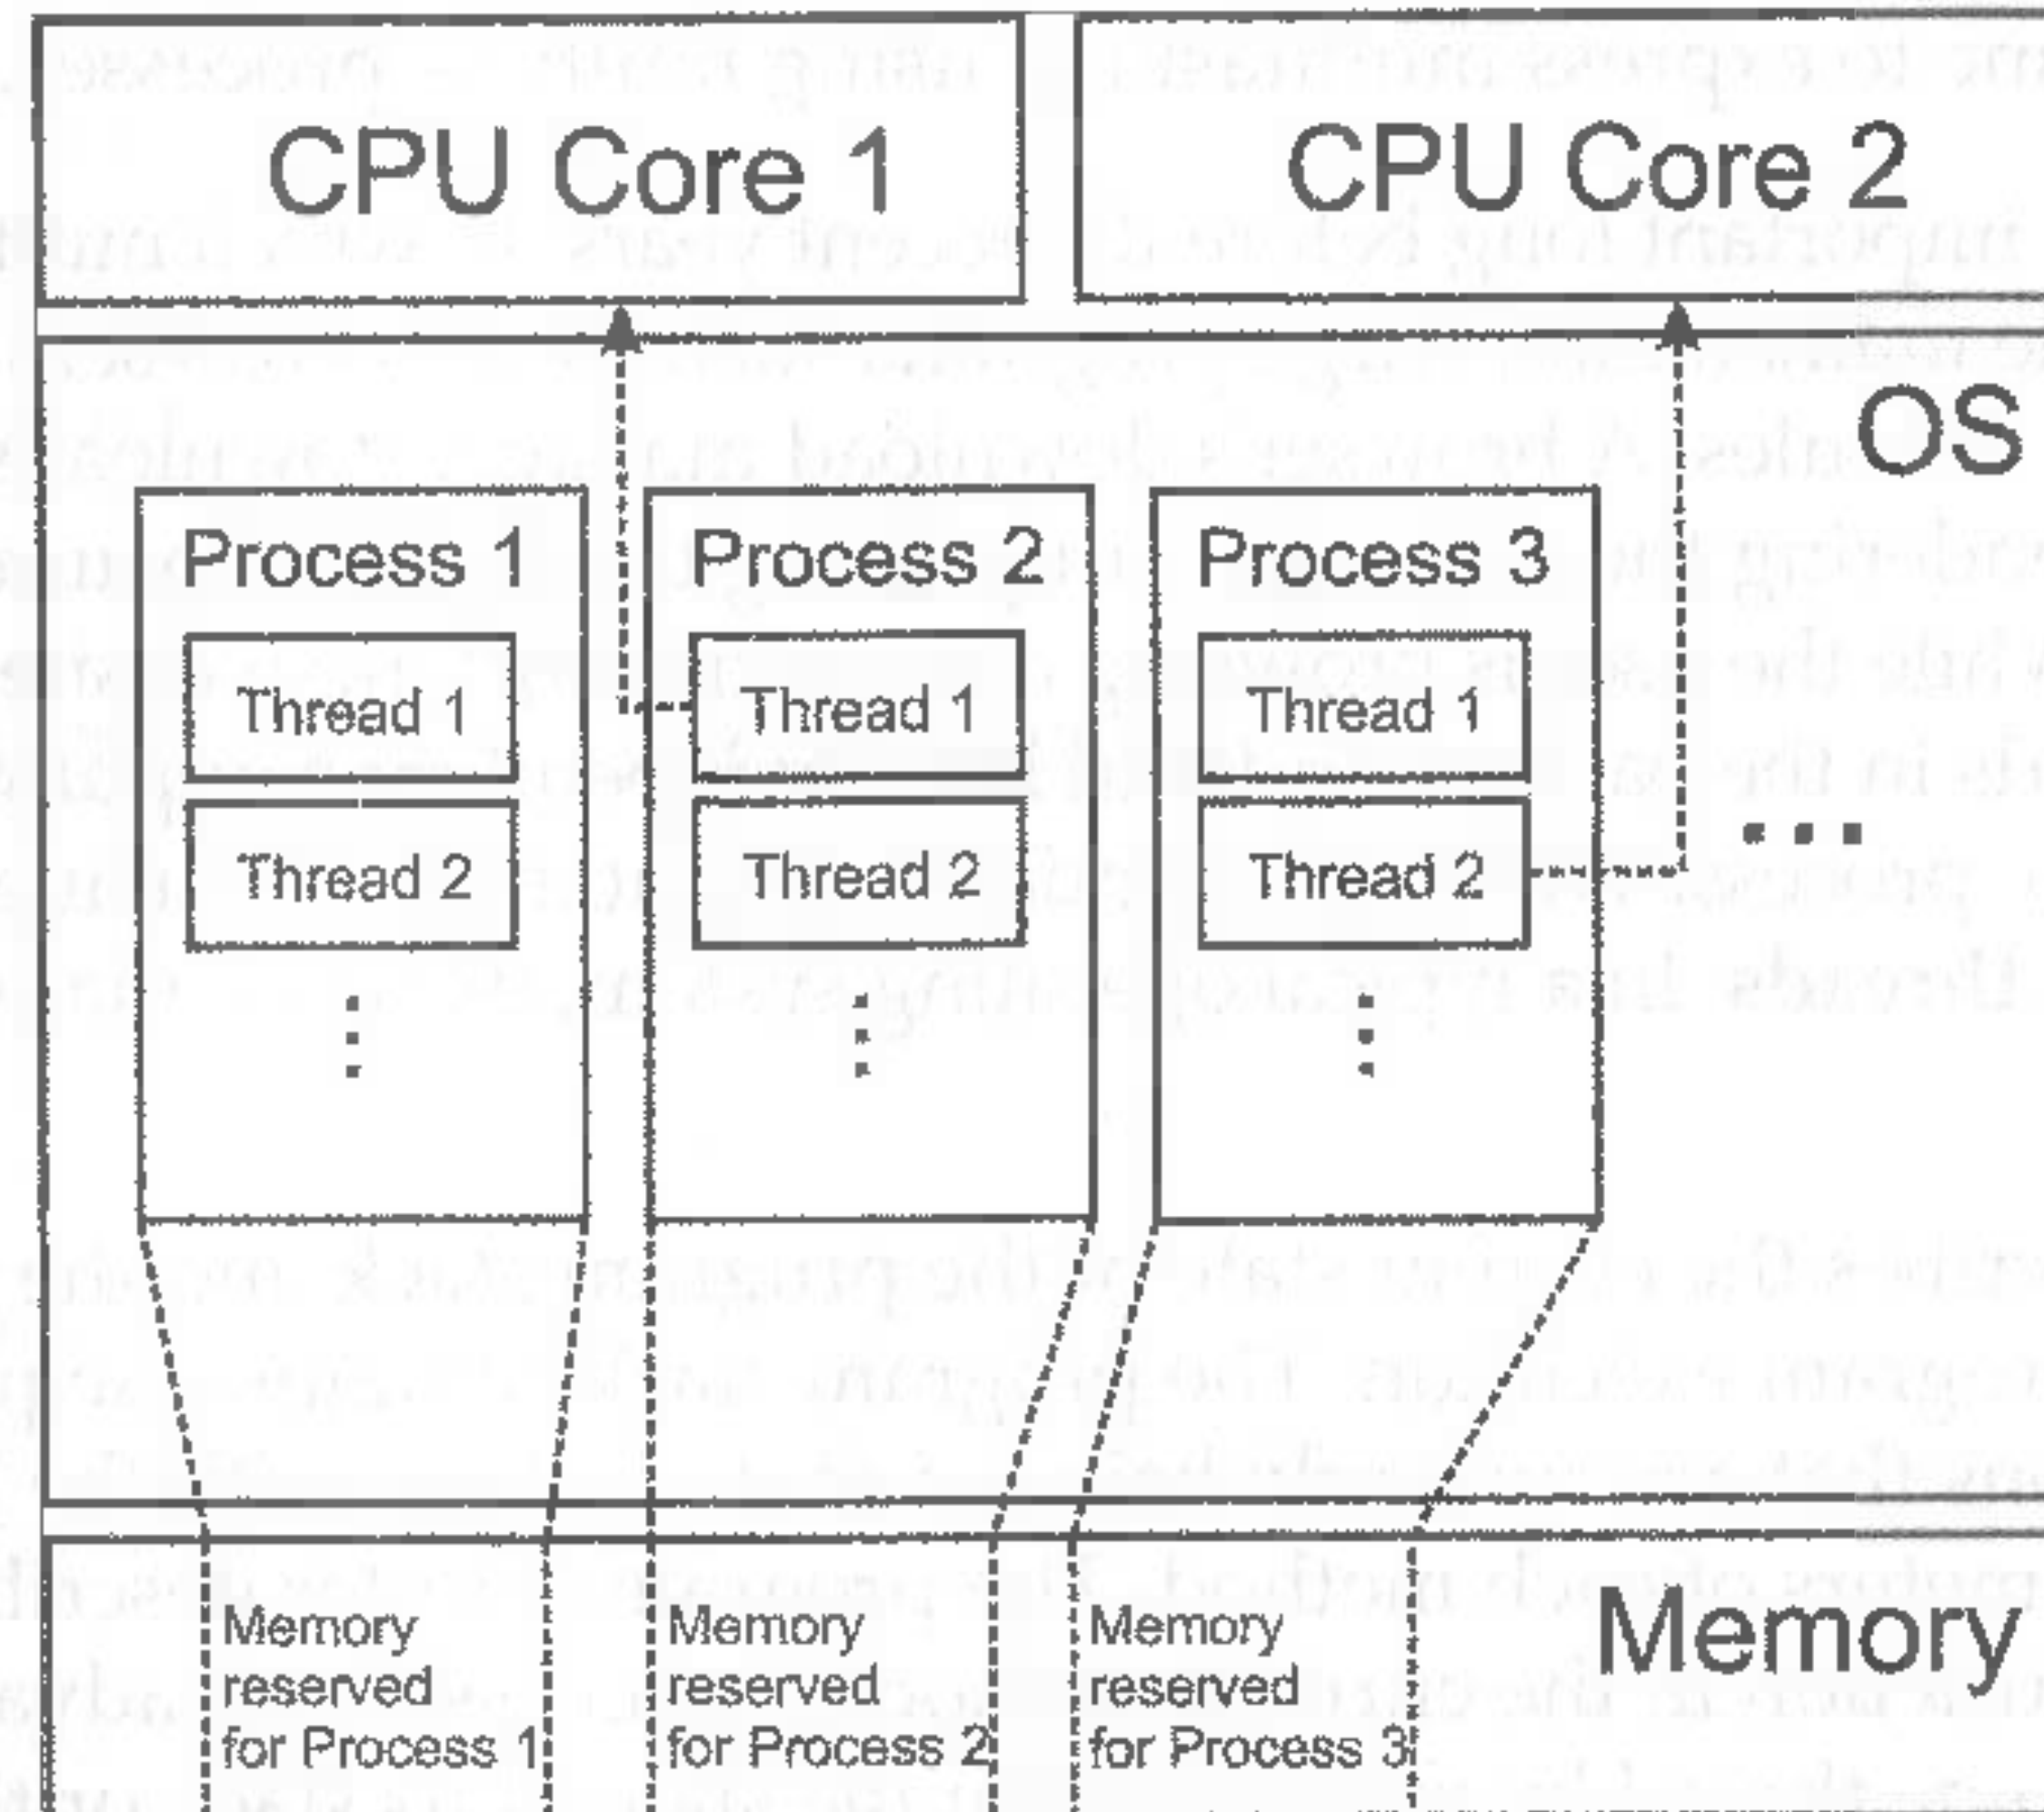 CPU Core 1
CPU Core 2
OS
Process 1
Thread 1
Thread 2
Process 2
Thread 1
Thread 2
Process 3
Thread 1
Thread 2
...
Memory
reserved
for Process 1
Memory
reserved
for Process 2
Memory
reserved
for Process 3
Memory